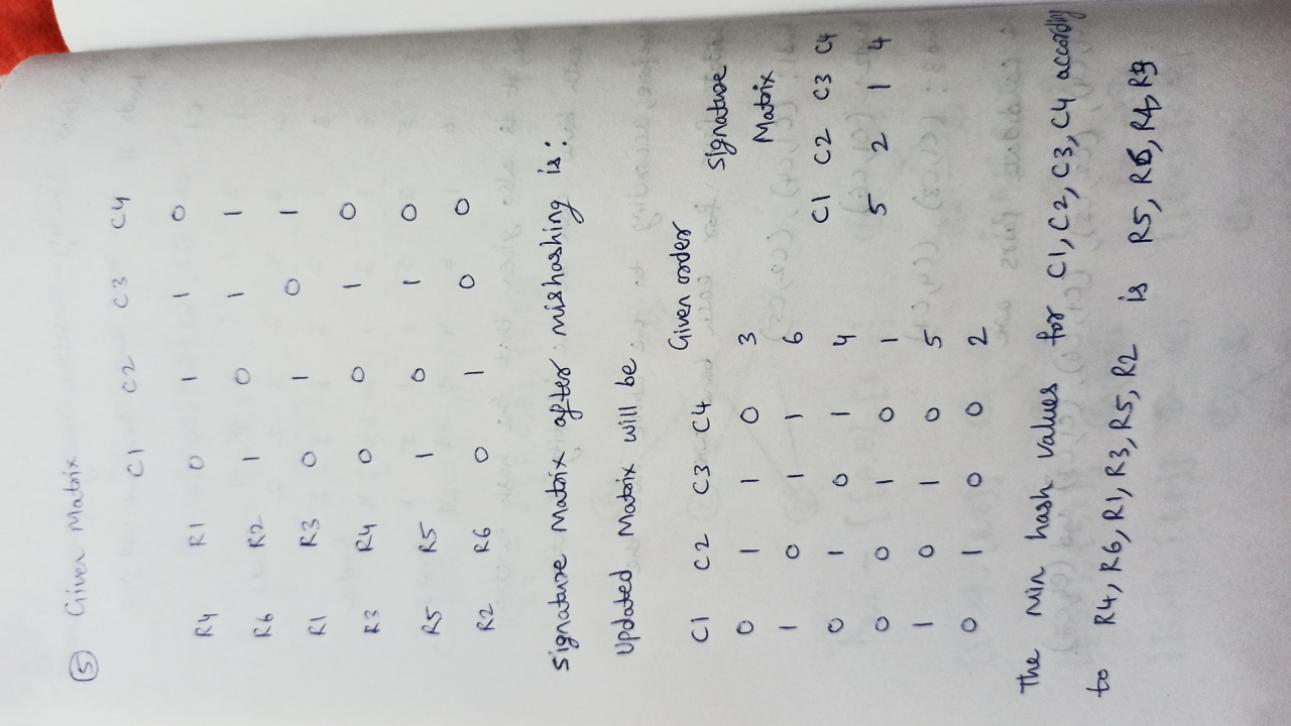 5 Given Matrix
C1 C2 C3 C4
R4 R1 0 1 1 0
R6 R2 1 0 1 1
R1 R3 0 1 0 1
R3 R4 0 0 1 0
R5 R5 1 0 1 0
R2 R6 0 1 0 0
Signature Matrix after mishashing is:
Updated Matrix will be
C1 C2 C3 C4 Given order
0 1 1 0 3
1 0 1 1 6
0 1 0 1 4
0 0 1 0 1
1 0 1 0 5
0 1 0 0 2
Signature
Matrix
C1 C2 C3 C4
5 2 1 4
The Min hash values for C1, C2, C3, C4 according
to R4, R6, R1, R3, R5, R2 is R5, R6, R4, R3